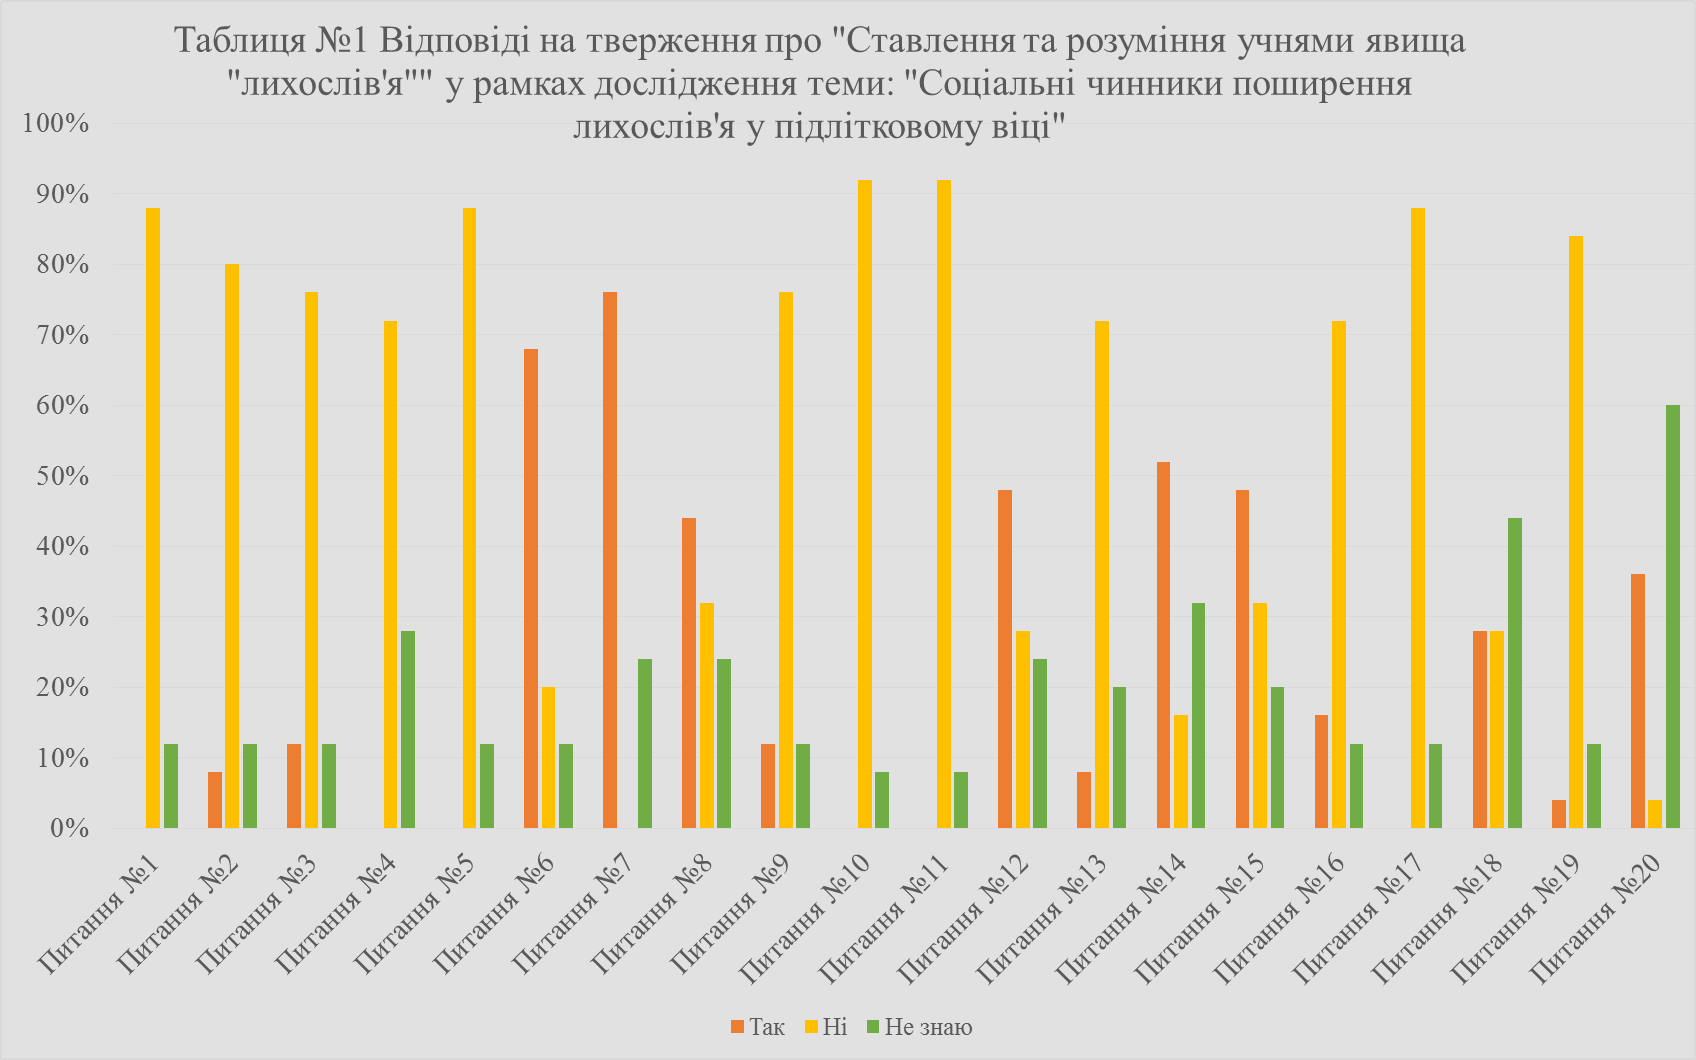 Таблиця №1 Відповіді на тверження про "Ставлення та розуміння учнями явища
"лихослів'я"" у рамках дослідження теми: "Соціальні чинники поширення
лихослів'я у підлітковому віці"
100%
90%
80%
70%
60%
50%
40%
30%
20%
10%
0%
Питання №1
Питання №2
Питання №3
Питання №4
Питання №5
Питання №6
Питання №7
Питання №8
Питання №9
Питання №10
Питання №11
Питання №12
Питання №13
Питання №14
Питання №15
Питання №16
Питання №17
Питання №18
Питання №19
Питання №20
Так Ні Не знаю